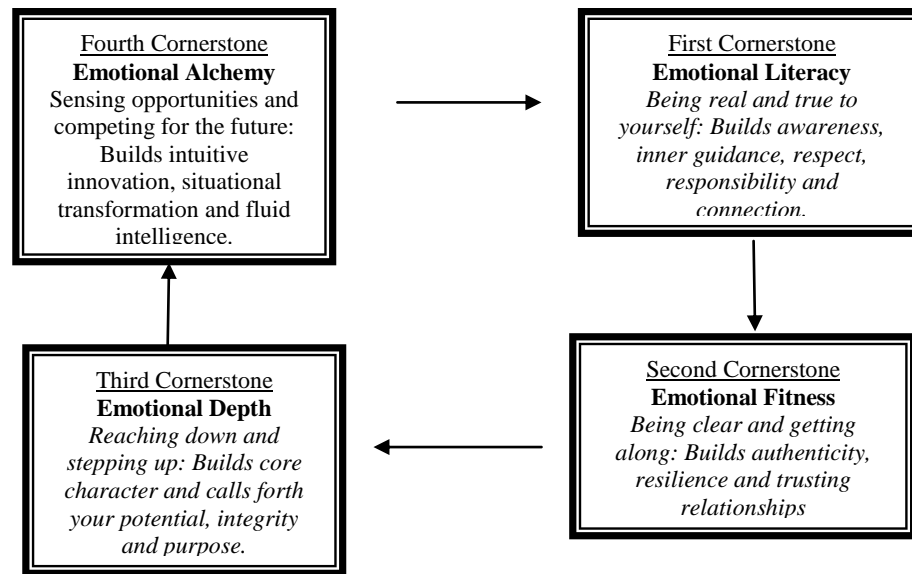 Fourth Cornerstone
Emotional Alchemy
Sensing opportunities and
competing for the future:
Builds intuitive
innovation, situational
transformation and fluid
intelligence.
First Cornerstone
Emotional Literacy
Being real and true to
yourself: Builds awareness,
inner guidance, respect,
responsibility and
connection.
Third Cornerstone
Emotional Depth
Reaching down and
stepping up: Builds core
character and calls forth
your potential, integrity
and purpose.
Second Cornerstone
Emotional Fitness
Being clear and getting
along: Builds authenticity,
resilience and trusting
relationships